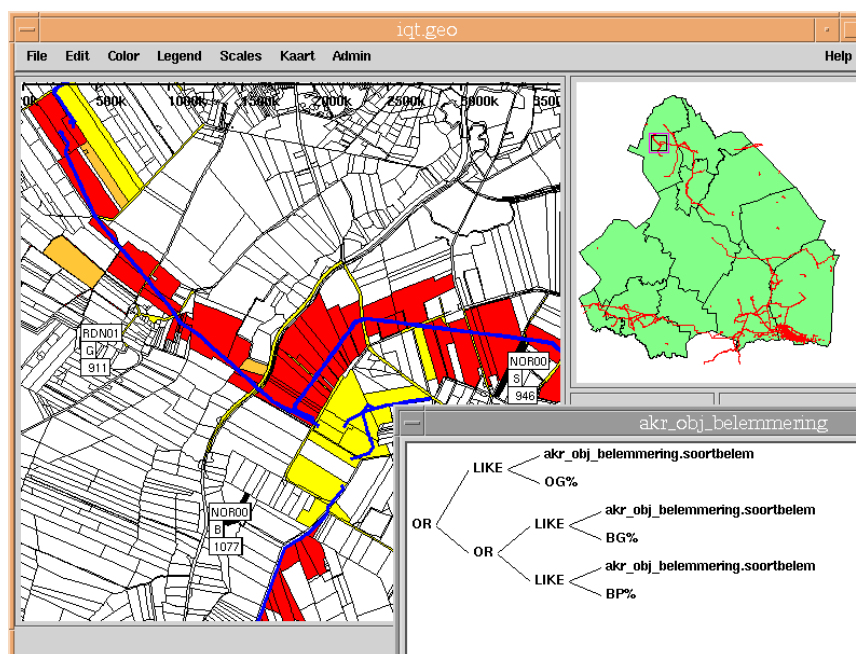 iqt.geo
File Edit Color Legend Scales Kaart Admin Help
500k 1000k 1500k 2000k 2500k 3000k
RDN01
G
911
NOR00
S
946
NOR00
B
1077
akr_obj_belemmering
akr_obj_belemmering.soortbelem
LIKE
OG%
OR
akr_obj_belemmering.soortbelem
LIKE
BG%
OR
akr_obj_belemmering.soortbelem
LIKE
BP%